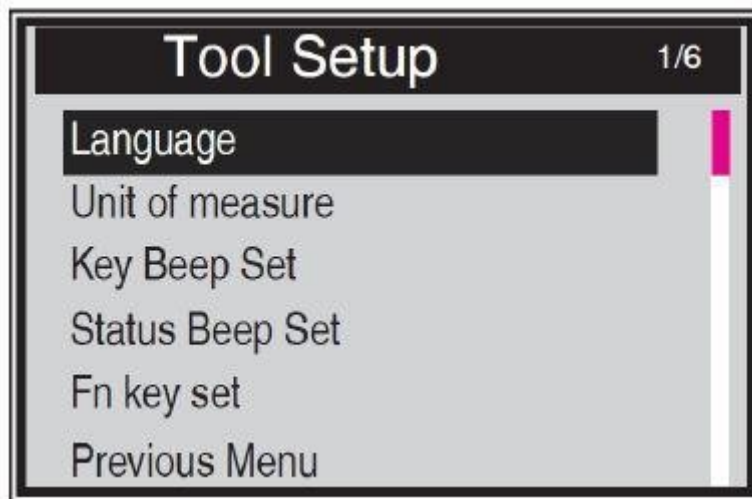 Tool Setup 1/6
Language
Unit of measure
Key Beep Set
Status Beep Set
Fn key set
Previous Menu